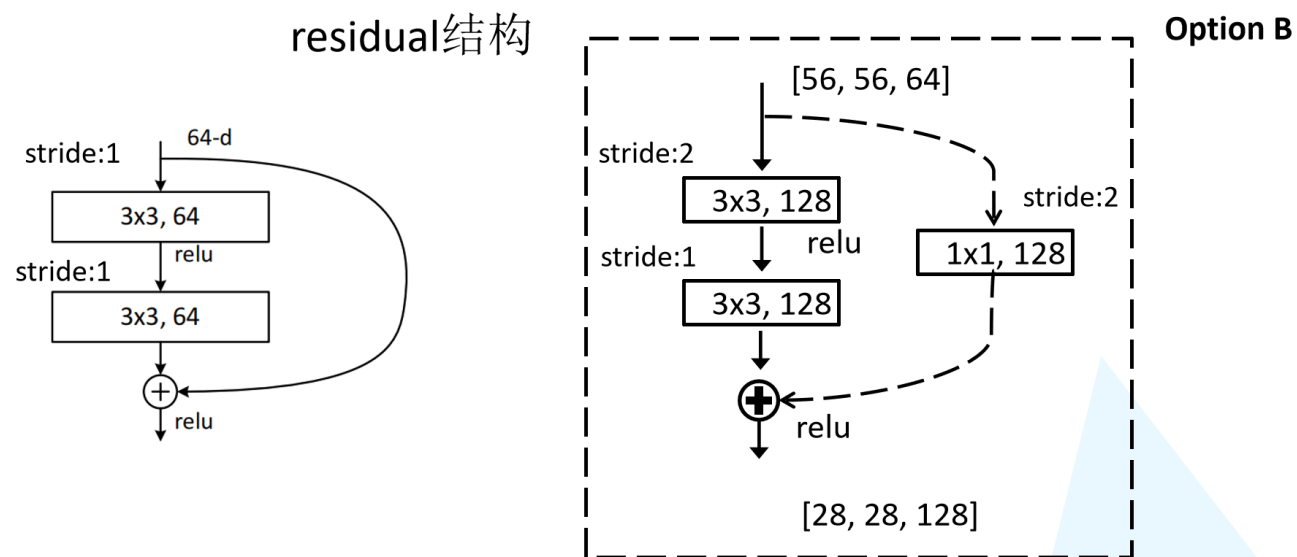 residual结构
Option B
64-d
stride:1
3x3, 64
relu
stride:1
3x3, 64
relu
[56, 56, 64]
stride:2
3x3, 128
relu
stride:1
3x3, 128
stride:2
1x1, 128
relu
[28, 28, 128]